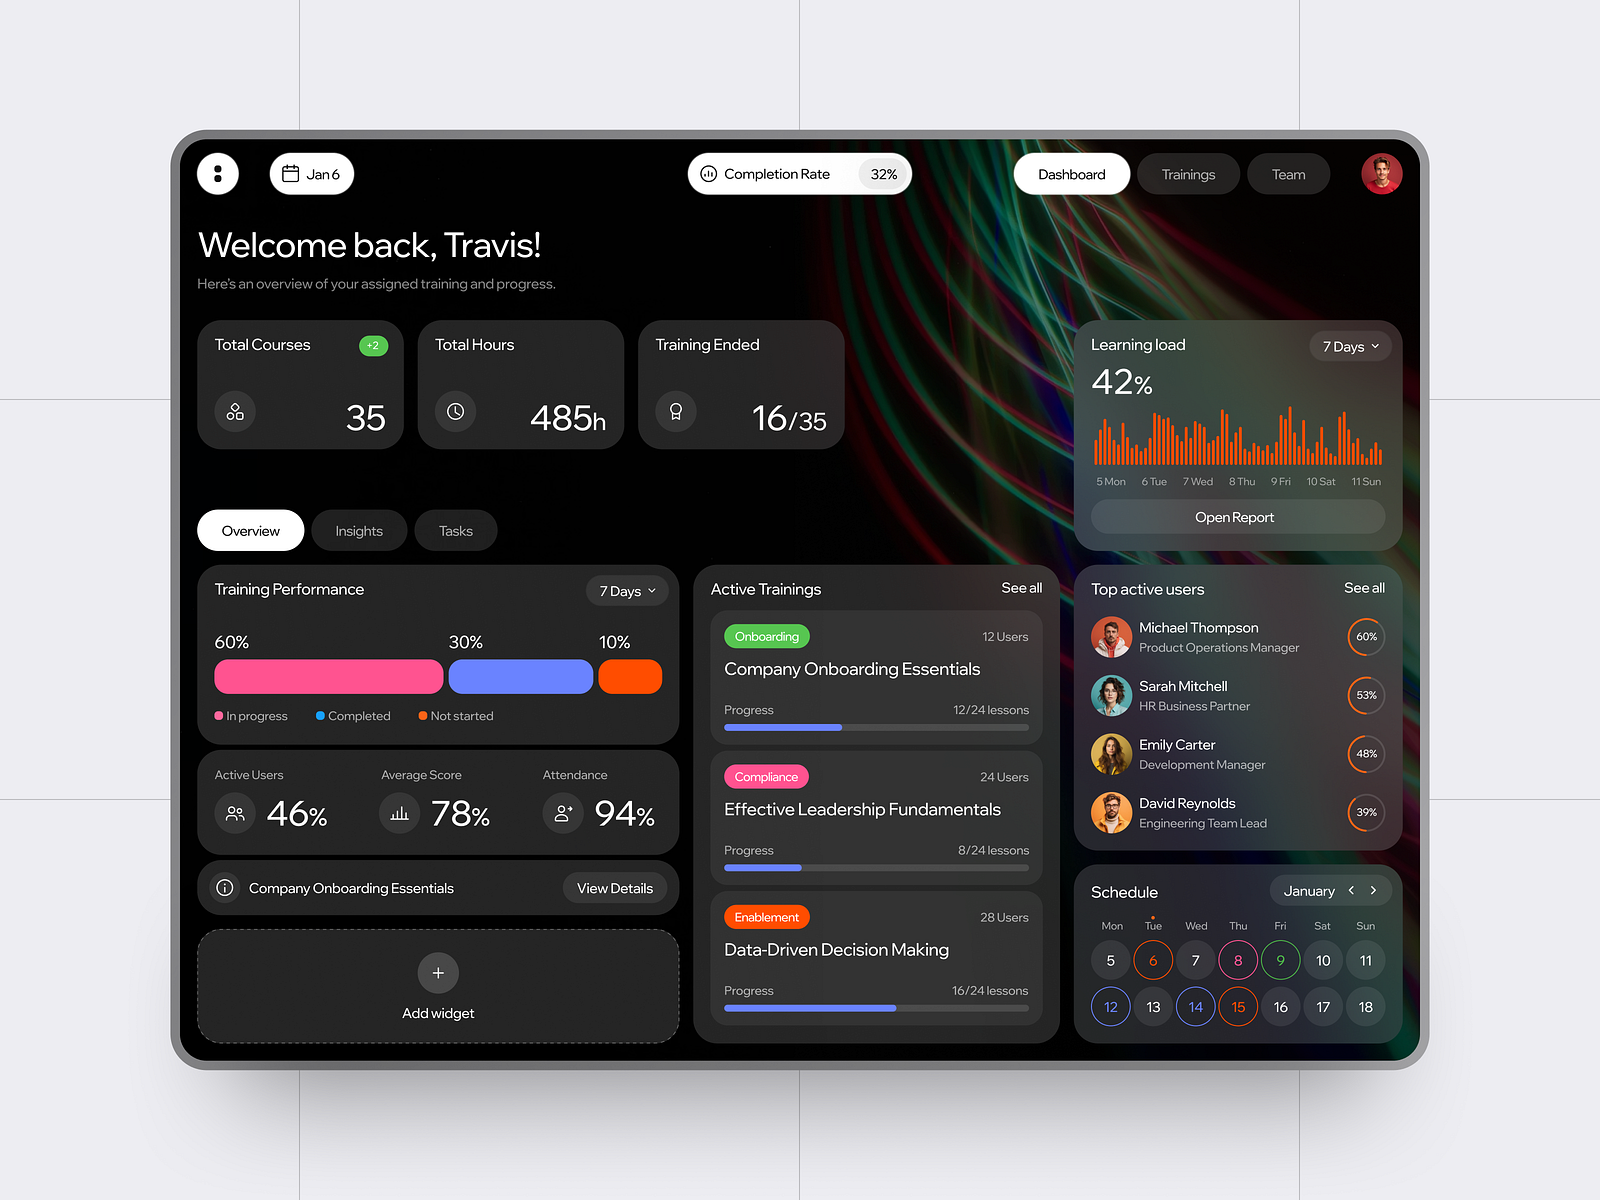 Jan 6
Completion Rate 32%
Dashboard
Trainings
Team
Welcome back, Travis!
Here's an overview of your assigned training and progress.
Total Courses
+2
35
Total Hours
485h
Training Ended
16/35
Learning load
7 Days
42%
5 Mon 6 Tue 7 Wed 8 Thu 9 Fri 10 Sat 11 Sun
Open Report
Overview
Insights
Tasks
Training Performance
7 Days
60% 30% 10%
In progress Completed Not started
Active Users
46%
Average Score
78%
Attendance
94%
Company Onboarding Essentials
View Details
+
Add widget
Active Trainings
See all
Onboarding
12 Users
Company Onboarding Essentials
Progress 12/24 lessons
Compliance
24 Users
Effective Leadership Fundamentals
Progress 8/24 lessons
Enablement
28 Users
Data-Driven Decision Making
Progress 16/24 lessons
Top active users
See all
Michael Thompson
Product Operations Manager
60%
Sarah Mitchell
HR Business Partner
53%
Emily Carter
Development Manager
48%
David Reynolds
Engineering Team Lead
39%
Schedule
January
Mon Tue Wed Thu Fri Sat Sun
5 6 7 8 9 10 11
12 13 14 15 16 17 18